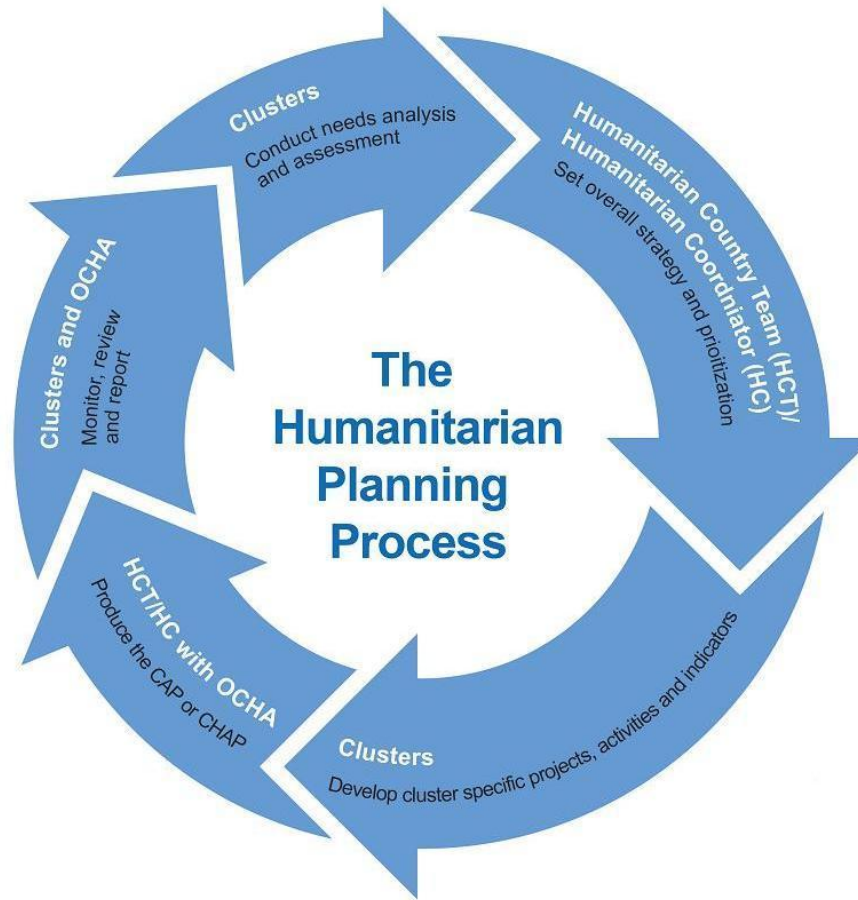 The
Humanitarian
Planning
Process
Clusters
Conduct needs analysis
and assessment
Humanitarian Country Team (HCT)/
Humanitarian Coordniator (HC)
Set overall strategy and prioitization
Clusters
Develop cluster specific projects, activities and indicators
HCT/HC with OCHA
Produce the CAP or CHAP
Clusters and OCHA
Monitor, review
and report